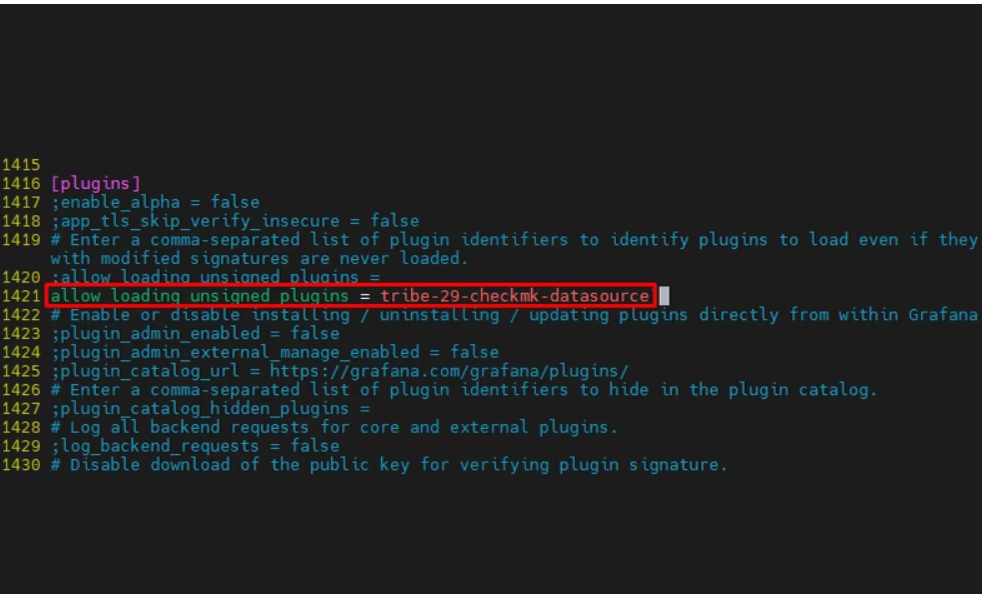 1415
1416 [plugins]
1417 ;enable_alpha = false
1418 ;app_tls_skip_verify_insecure = false
1419 # Enter a comma-separated list of plugin identifiers to identify plugins to load even if they
with modified signatures are never loaded.
1420 ;allow_loading_unsigned_plugins =
1421 allow_loading_unsigned_plugins = tribe-29-checkmk-datasource
1422 # Enable or disable installing / uninstalling / updating plugins directly from within Grafana
1423 ;plugin_admin_enabled = false
1424 ;plugin_admin_external_manage_enabled = false
1425 ;plugin_catalog_url = https://grafana.com/grafana/plugins/
1426 # Enter a comma-separated list of plugin identifiers to hide in the plugin catalog.
1427 ;plugin_catalog_hidden_plugins =
1428 # Log all backend requests for core and external plugins.
1429 ;log_backend_requests = false
1430 # Disable download of the public key for verifying plugin signature.